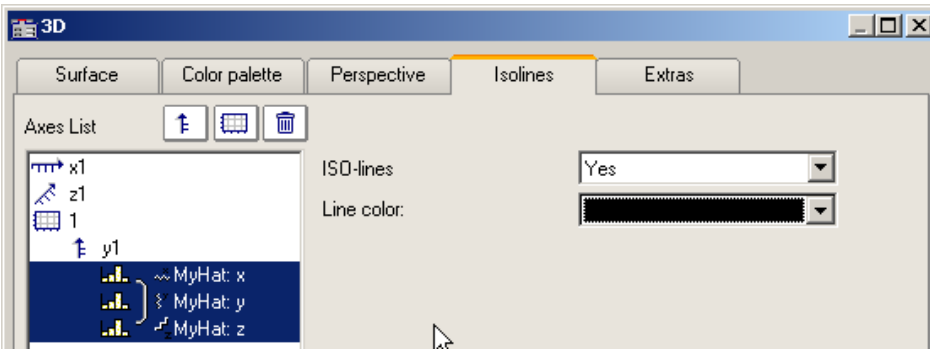 3D
Surface Color palette Perspective Isolines Extras
Axes List
x1
z1
1
y1
MyHat: x
MyHat: y
MyHat: z
ISO-lines Yes
Line color: